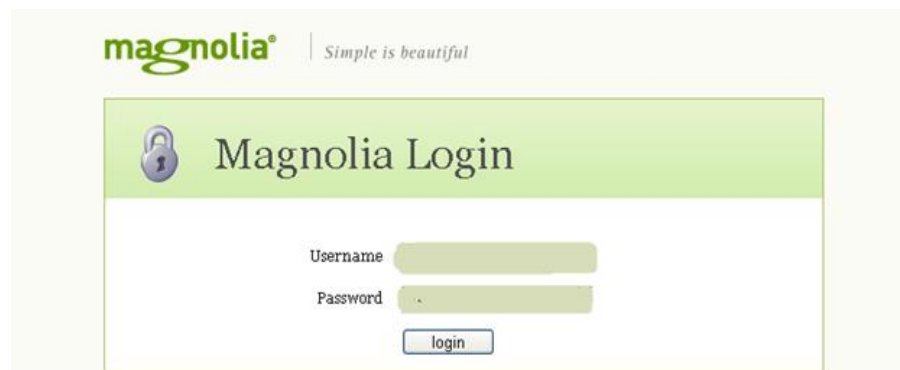 magnolia® Simple is beautiful
Magnolia Login
Username
Password
login